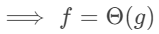 ⟹ f = Θ(g)